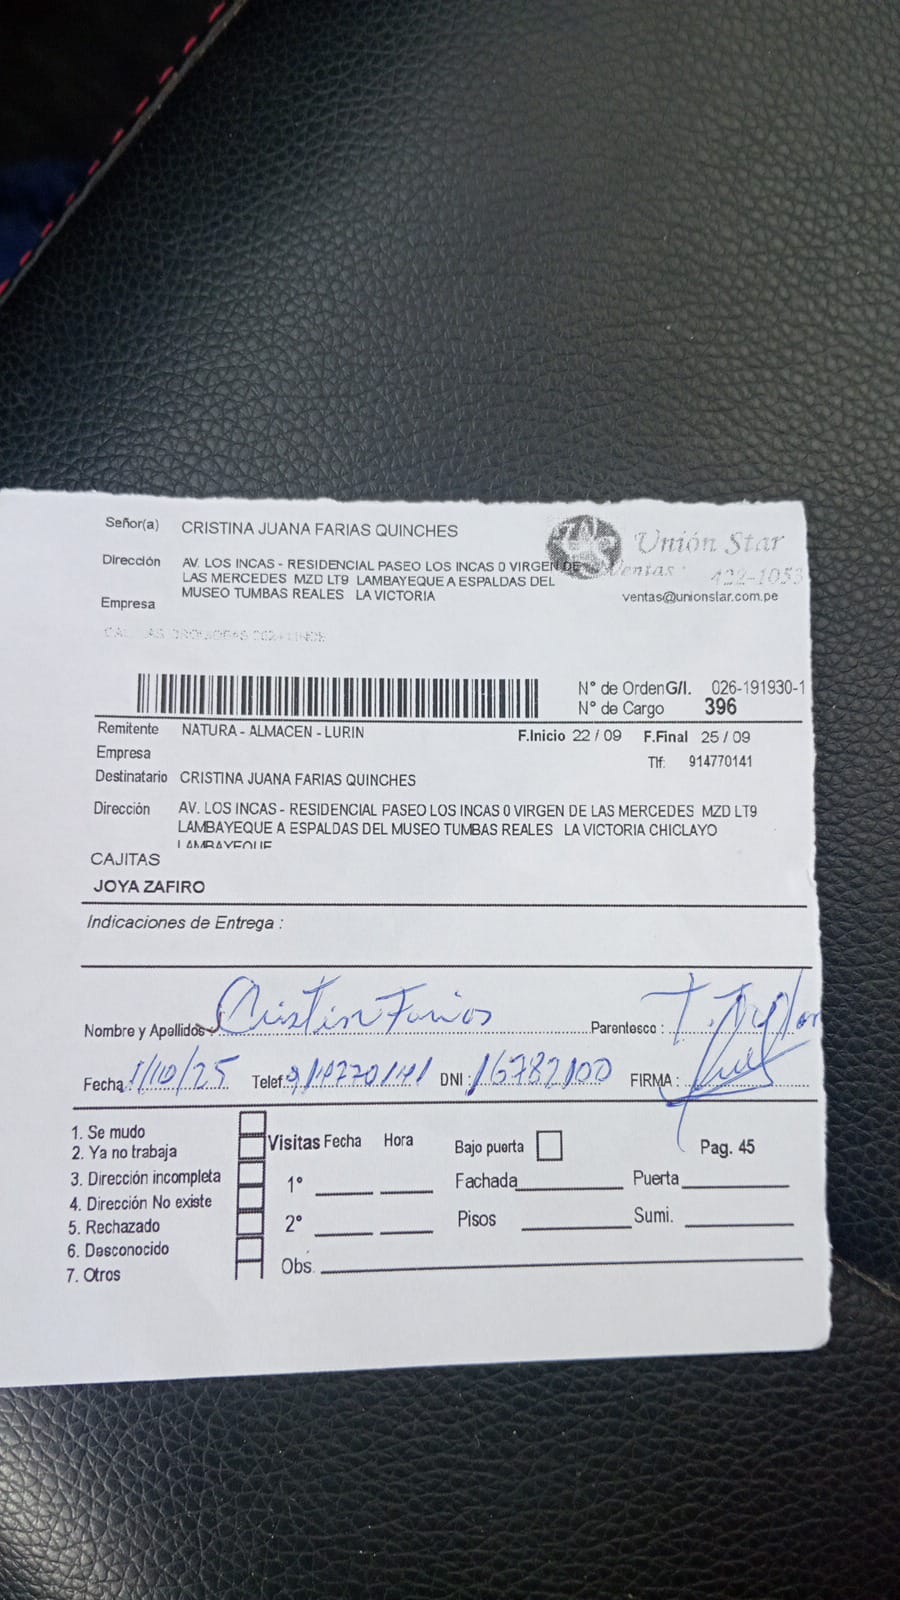 Señor(a) CRISTINA JUANA FARIAS QUINCHES
Unión Star
Dirección AV. LOS INCAS - RESIDENCIAL PASEO LOS INCAS 0 VIRGEN DE
LAS MERCEDES MZD LT9 LAMBAYEQUE A ESPALDAS DEL
MUSEO TUMBAS REALES LA VICTORIA
Ventas: 422-1053
ventas@unionstar.com.pe
Empresa
N° de Orden G/I. 026-191930-1
N° de Cargo 396
Remitente NATURA - ALMACEN - LURIN
F.Inicio 22 / 09 F.Final 25 / 09
Empresa
Tlf: 914770141
Destinatario CRISTINA JUANA FARIAS QUINCHES
Dirección AV. LOS INCAS - RESIDENCIAL PASEO LOS INCAS 0 VIRGEN DE LAS MERCEDES MZD LT9
LAMBAYEQUE A ESPALDAS DEL MUSEO TUMBAS REALES LA VICTORIA CHICLAYO
LAMBAYEQUE
CAJITAS
JOYA ZAFIRO
Indicaciones de Entrega :
Nombre y Apellidos Cristin Farias Parentesco :
Fecha 1/10/25 Telef. 914770141 DNI : 16782100 FIRMA :
1. Se mudo
2. Ya no trabaja
3. Dirección incompleta
4. Dirección No existe
5. Rechazado
6. Desconocido
7. Otros
Visitas Fecha Hora
1°
2°
Obs.
Bajo puerta
Pag. 45
Fachada Puerta
Pisos Sumi.